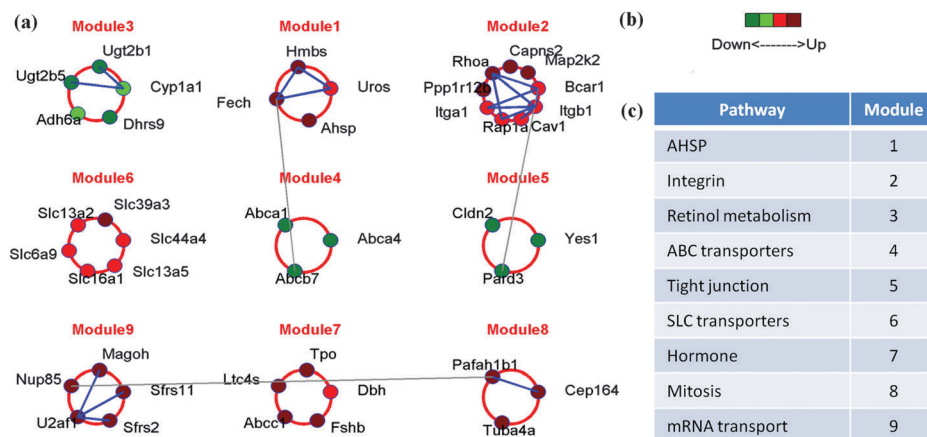 (a)
Module3
Ugt2b1
Ugt2b5
Cyp1a1
Adh6a
Dhrs9
Module1
Hmbs
Uros
Fech
Ahsp
Module2
Capns2
Rhoa
Map2k2
Ppp1r12b
Bcar1
Itga1
Itgb1
Rap1a
Cav1
Module6
Slc13a2
Slc39a3
Slc44a4
Slc6a9
Slc16a1
Slc13a5
Module4
Abca1
Abca4
Abcb7
Module5
Cldn2
Yes1
Pard3
Module9
Magoh
Nup85
Sfrs11
U2af1
Sfrs2
Module7
Tpo
Ltc4s
Dbh
Abcc1
Fshb
Module8
Pafah1b1
Cep164
Tuba4a
(b)
Down<------->Up
(c)
Pathway Module
AHSP 1
Integrin 2
Retinol metabolism 3
ABC transporters 4
Tight junction 5
SLC transporters 6
Hormone 7
Mitosis 8
mRNA transport 9